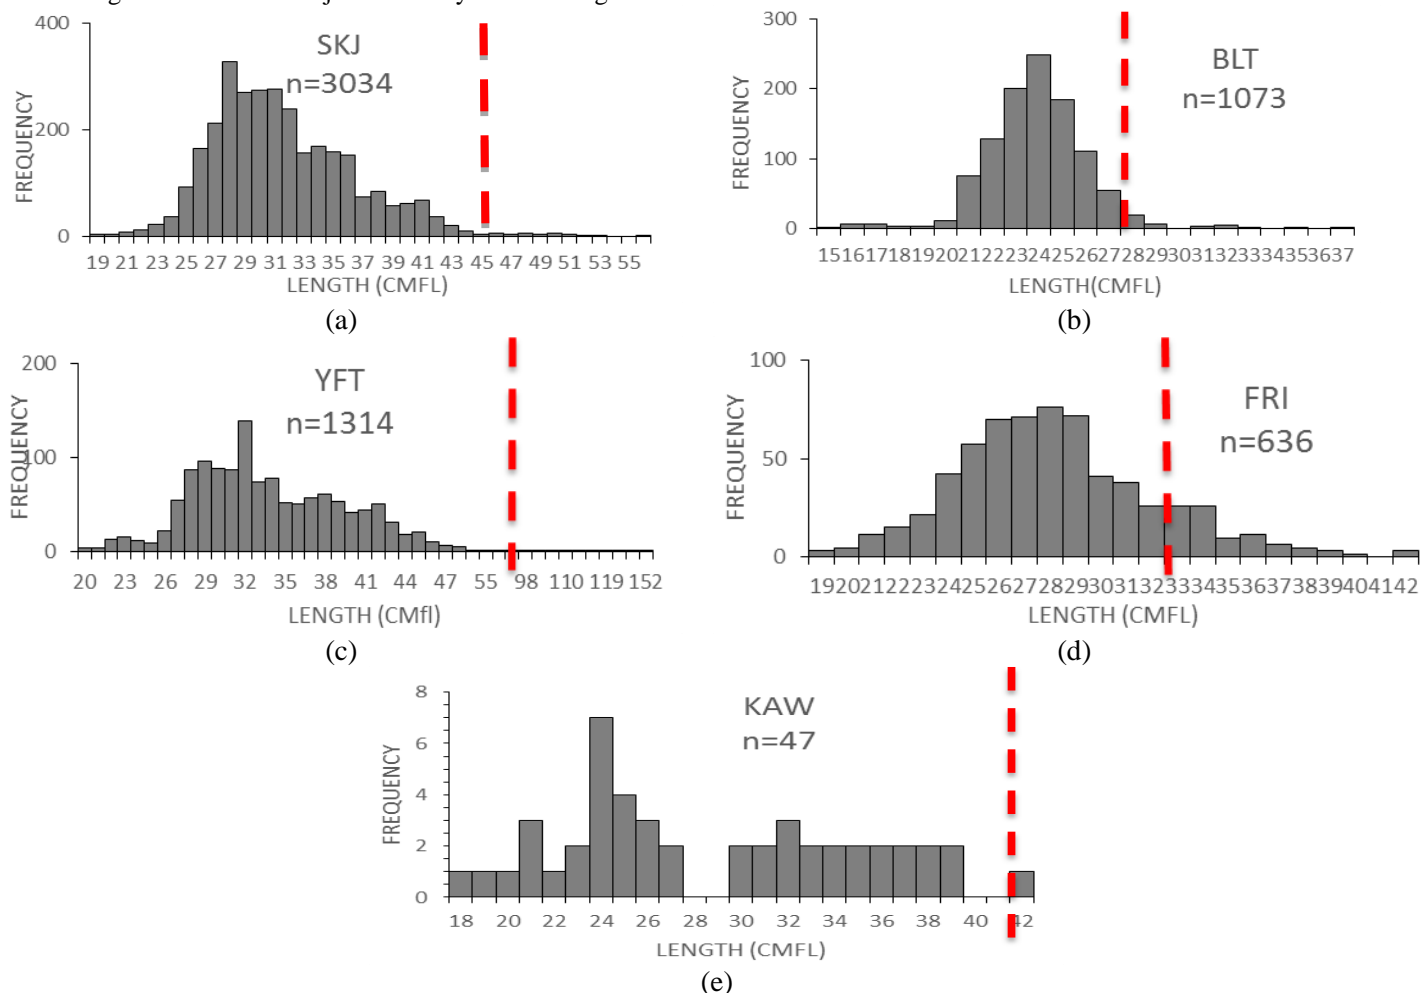 400
SKJ
n=3034
200
0
FREQUENCY
19 21 23 25 27 29 31 33 35 37 39 41 43 45 47 49 51 53 55
LENGTH (CMFL)
(a)
300
BLT
n=1073
200
100
0
FREQUENCY
1516171819202122232425262728293031323334353637
LENGTH(CMFL)
(b)
200
YFT
n=1314
100
0
FREQUENCY
20 23 26 29 32 35 38 41 44 47 55 98 110 119 152
LENGTH (CMfl)
(c)
100
FRI
n=636
50
0
FREQUENCY
192021222324252627282930313233343536373839404142
LENGTH (CMFL)
(d)
8
KAW
n=47
6
4
2
0
FREQUENCY
18 20 22 24 26 28 30 32 34 36 38 40 42
LENGTH (CMFL)
(e)